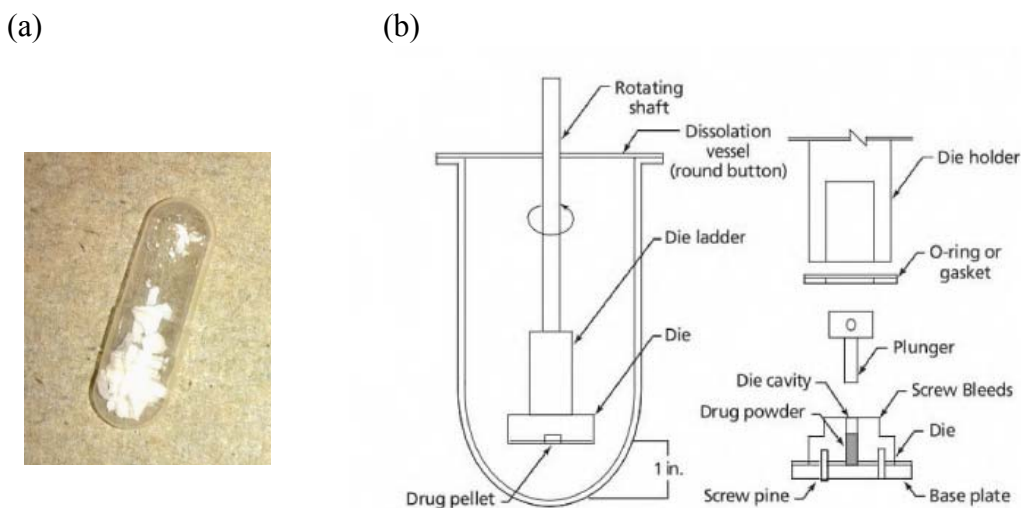 (a)
(b)
Rotating
shaft
Dissolation
vessel
(round button)
Die ladder
Die
1 in.
Drug pellet
Die holder
O-ring or
gasket
Plunger
Die cavity
Screw Bleeds
Drug powder
Die
Screw pine
Base plate